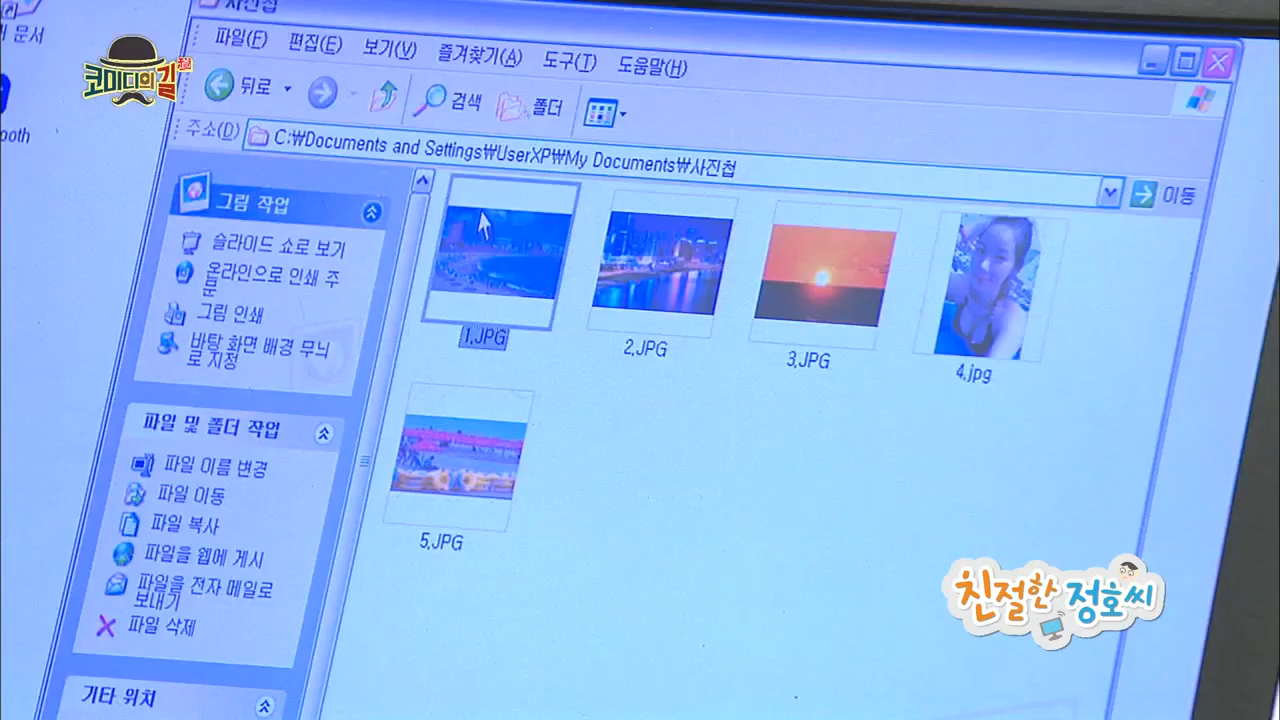 사진첩
문서
코미디의길
파일(F) 편집(E) 보기(V) 즐겨찾기(A) 도구(T) 도움말(H)
뒤로 검색 폴더
주소(D) C:₩Documents and Settings₩UserXP₩My Documents₩사진첩 이동
ooth
그림 작업
슬라이드 쇼로 보기
온라인으로 인쇄 주
문
그림 인쇄
바탕 화면 배경 무늬
로 지정
1.JPG
2.JPG
3.JPG
4.jpg
5.JPG
파일 및 폴더 작업
파일 이름 변경
파일 이동
파일 복사
파일을 웹에 게시
파일을 전자 메일로
보내기
파일 삭제
기타 위치
친절한 정호씨